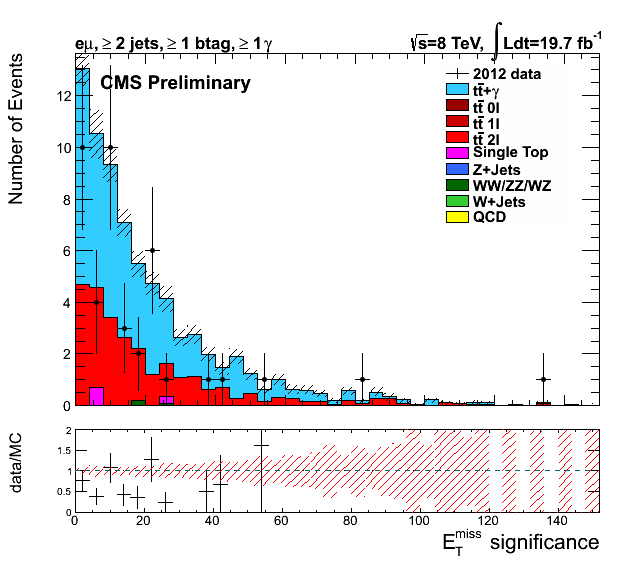 eμ, ≥ 2 jets, ≥ 1 btag, ≥ 1γ
√s=8 TeV, ∫ Ldt=19.7 fb⁻¹
CMS Preliminary
Number of Events
12
10
8
6
4
2
0
2012 data
tt̄+γ
tt̄ 0l
tt̄ 1l
tt̄ 2l
Single Top
Z+Jets
WW/ZZ/WZ
W+Jets
QCD
data/MC
2
1.5
1
0.5
0
0 20 40 60 80 100 120 140
E_T^miss significance